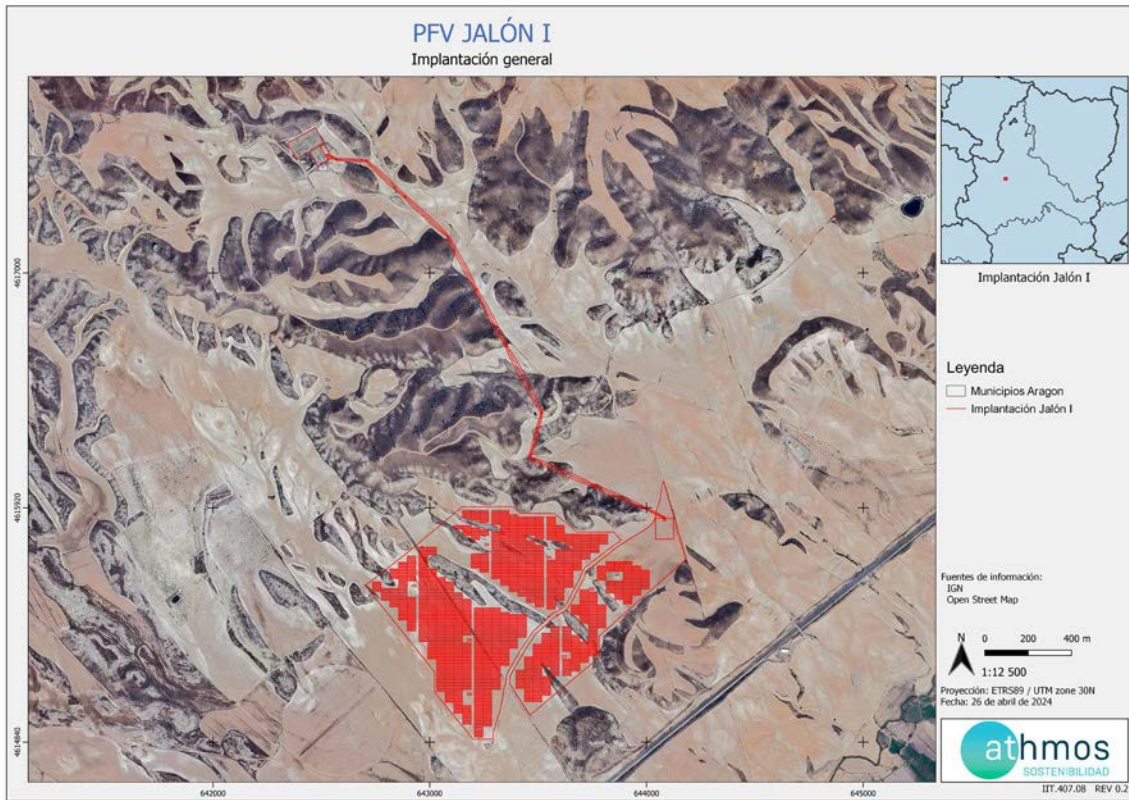 PFV JALÓN I
Implantación general
Implantación Jalón I
4617000
4615920
4614840
642000
643000
644000
645000
Leyenda
Municipios Aragon
Implantación Jalón I
Fuentes de información:
IGN
Open Street Map
N
0 200 400 m
1:12 500
Proyección: ETRS89 / UTM zone 30N
Fecha: 26 de abril de 2024
athmos
SOSTENIBILIDAD
IIT.407.08 REV 0.2